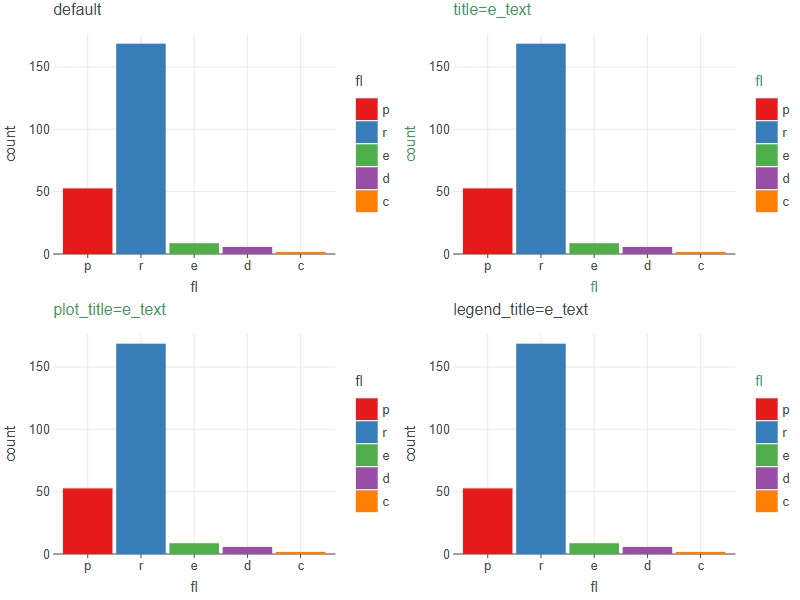 default
150
100
50
0
count
p r e d c
fl
fl
p
r
e
d
c
title=e_text
150
100
50
0
count
p r e d c
fl
fl
p
r
e
d
c
plot_title=e_text
150
100
50
0
count
p r e d c
fl
fl
p
r
e
d
c
legend_title=e_text
150
100
50
0
count
p r e d c
fl
fl
p
r
e
d
c